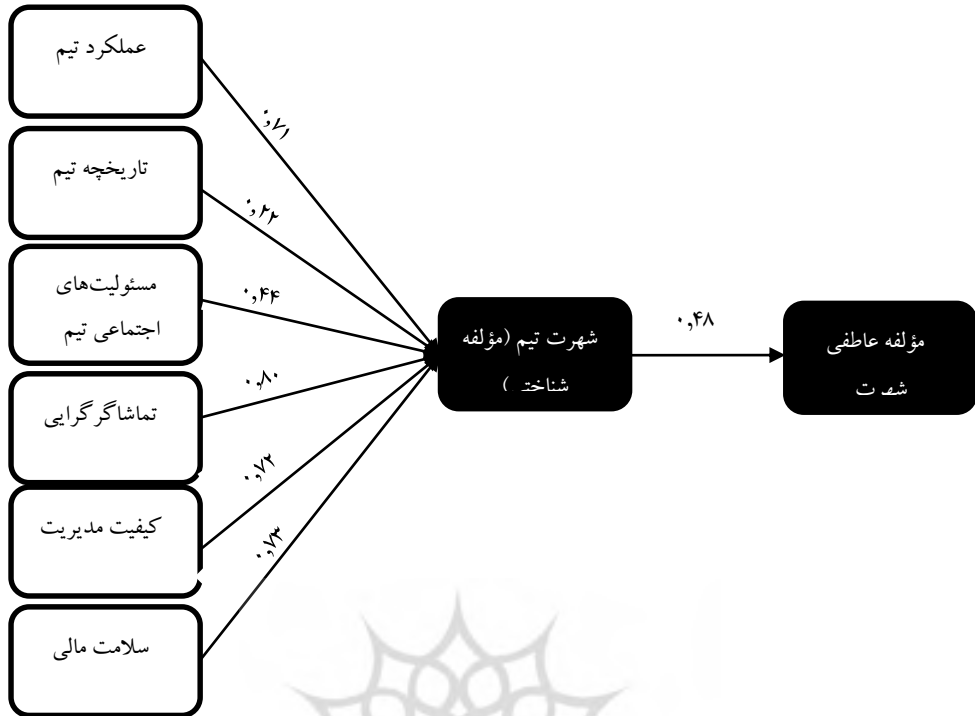 عملکرد تیم
۰٫۷۱
تاریخچه تیم
۰٫۲۲
مسئولیت‌های
اجتماعی تیم
۰٫۴۴
تماشاگرگرایی
۰٫۸۰
کیفیت مدیریت
۰٫۷۲
سلامت مالی
۰٫۷۳
شهرت تیم (مؤلفه
۰٫۴۸
مؤلفه عاطفی